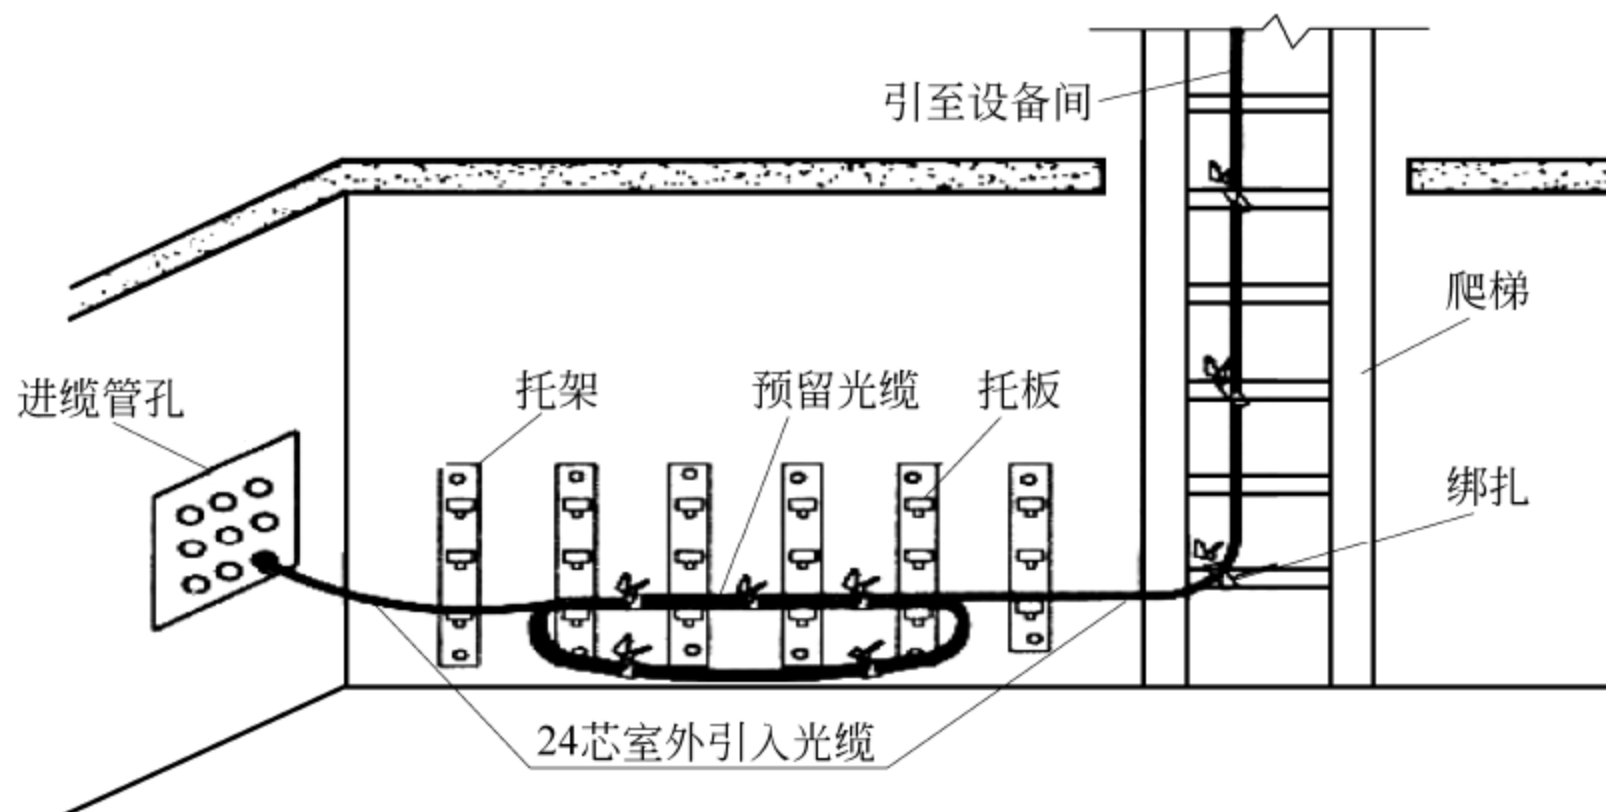 引至设备间
爬梯
进缆管孔
托架
预留光缆
托板
绑扎
24芯室外引入光缆